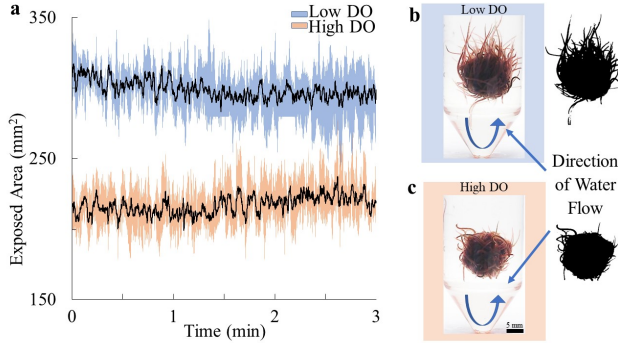 a
350
Low DO
High DO
250
150
Exposed Area (mm²)
0
1
2
3
Time (min)
b
Low DO
Direction
of Water
Flow
c
High DO
5 mm